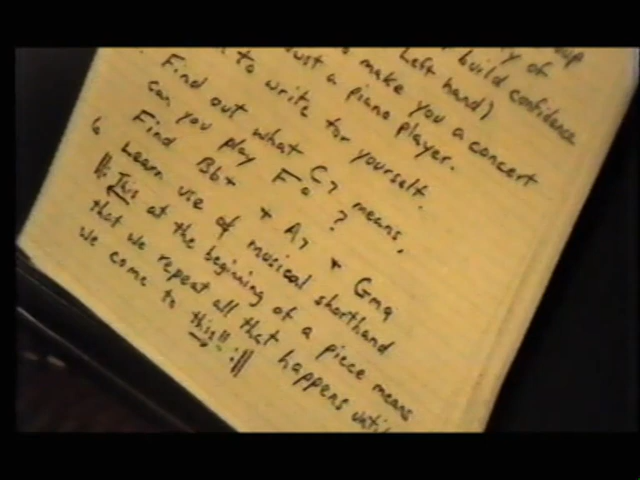 of
build confidence
Left hand)
to make you a concert
just a piano player.
to write for yourself.
Find out what C7 means,
can you play Fa ?
6 Find Bb+ + A7 + Gm9
Learn use of musical shorthand
||: This at the beginning of a piece means
that we repeat all that happens until
we come to this!! :||